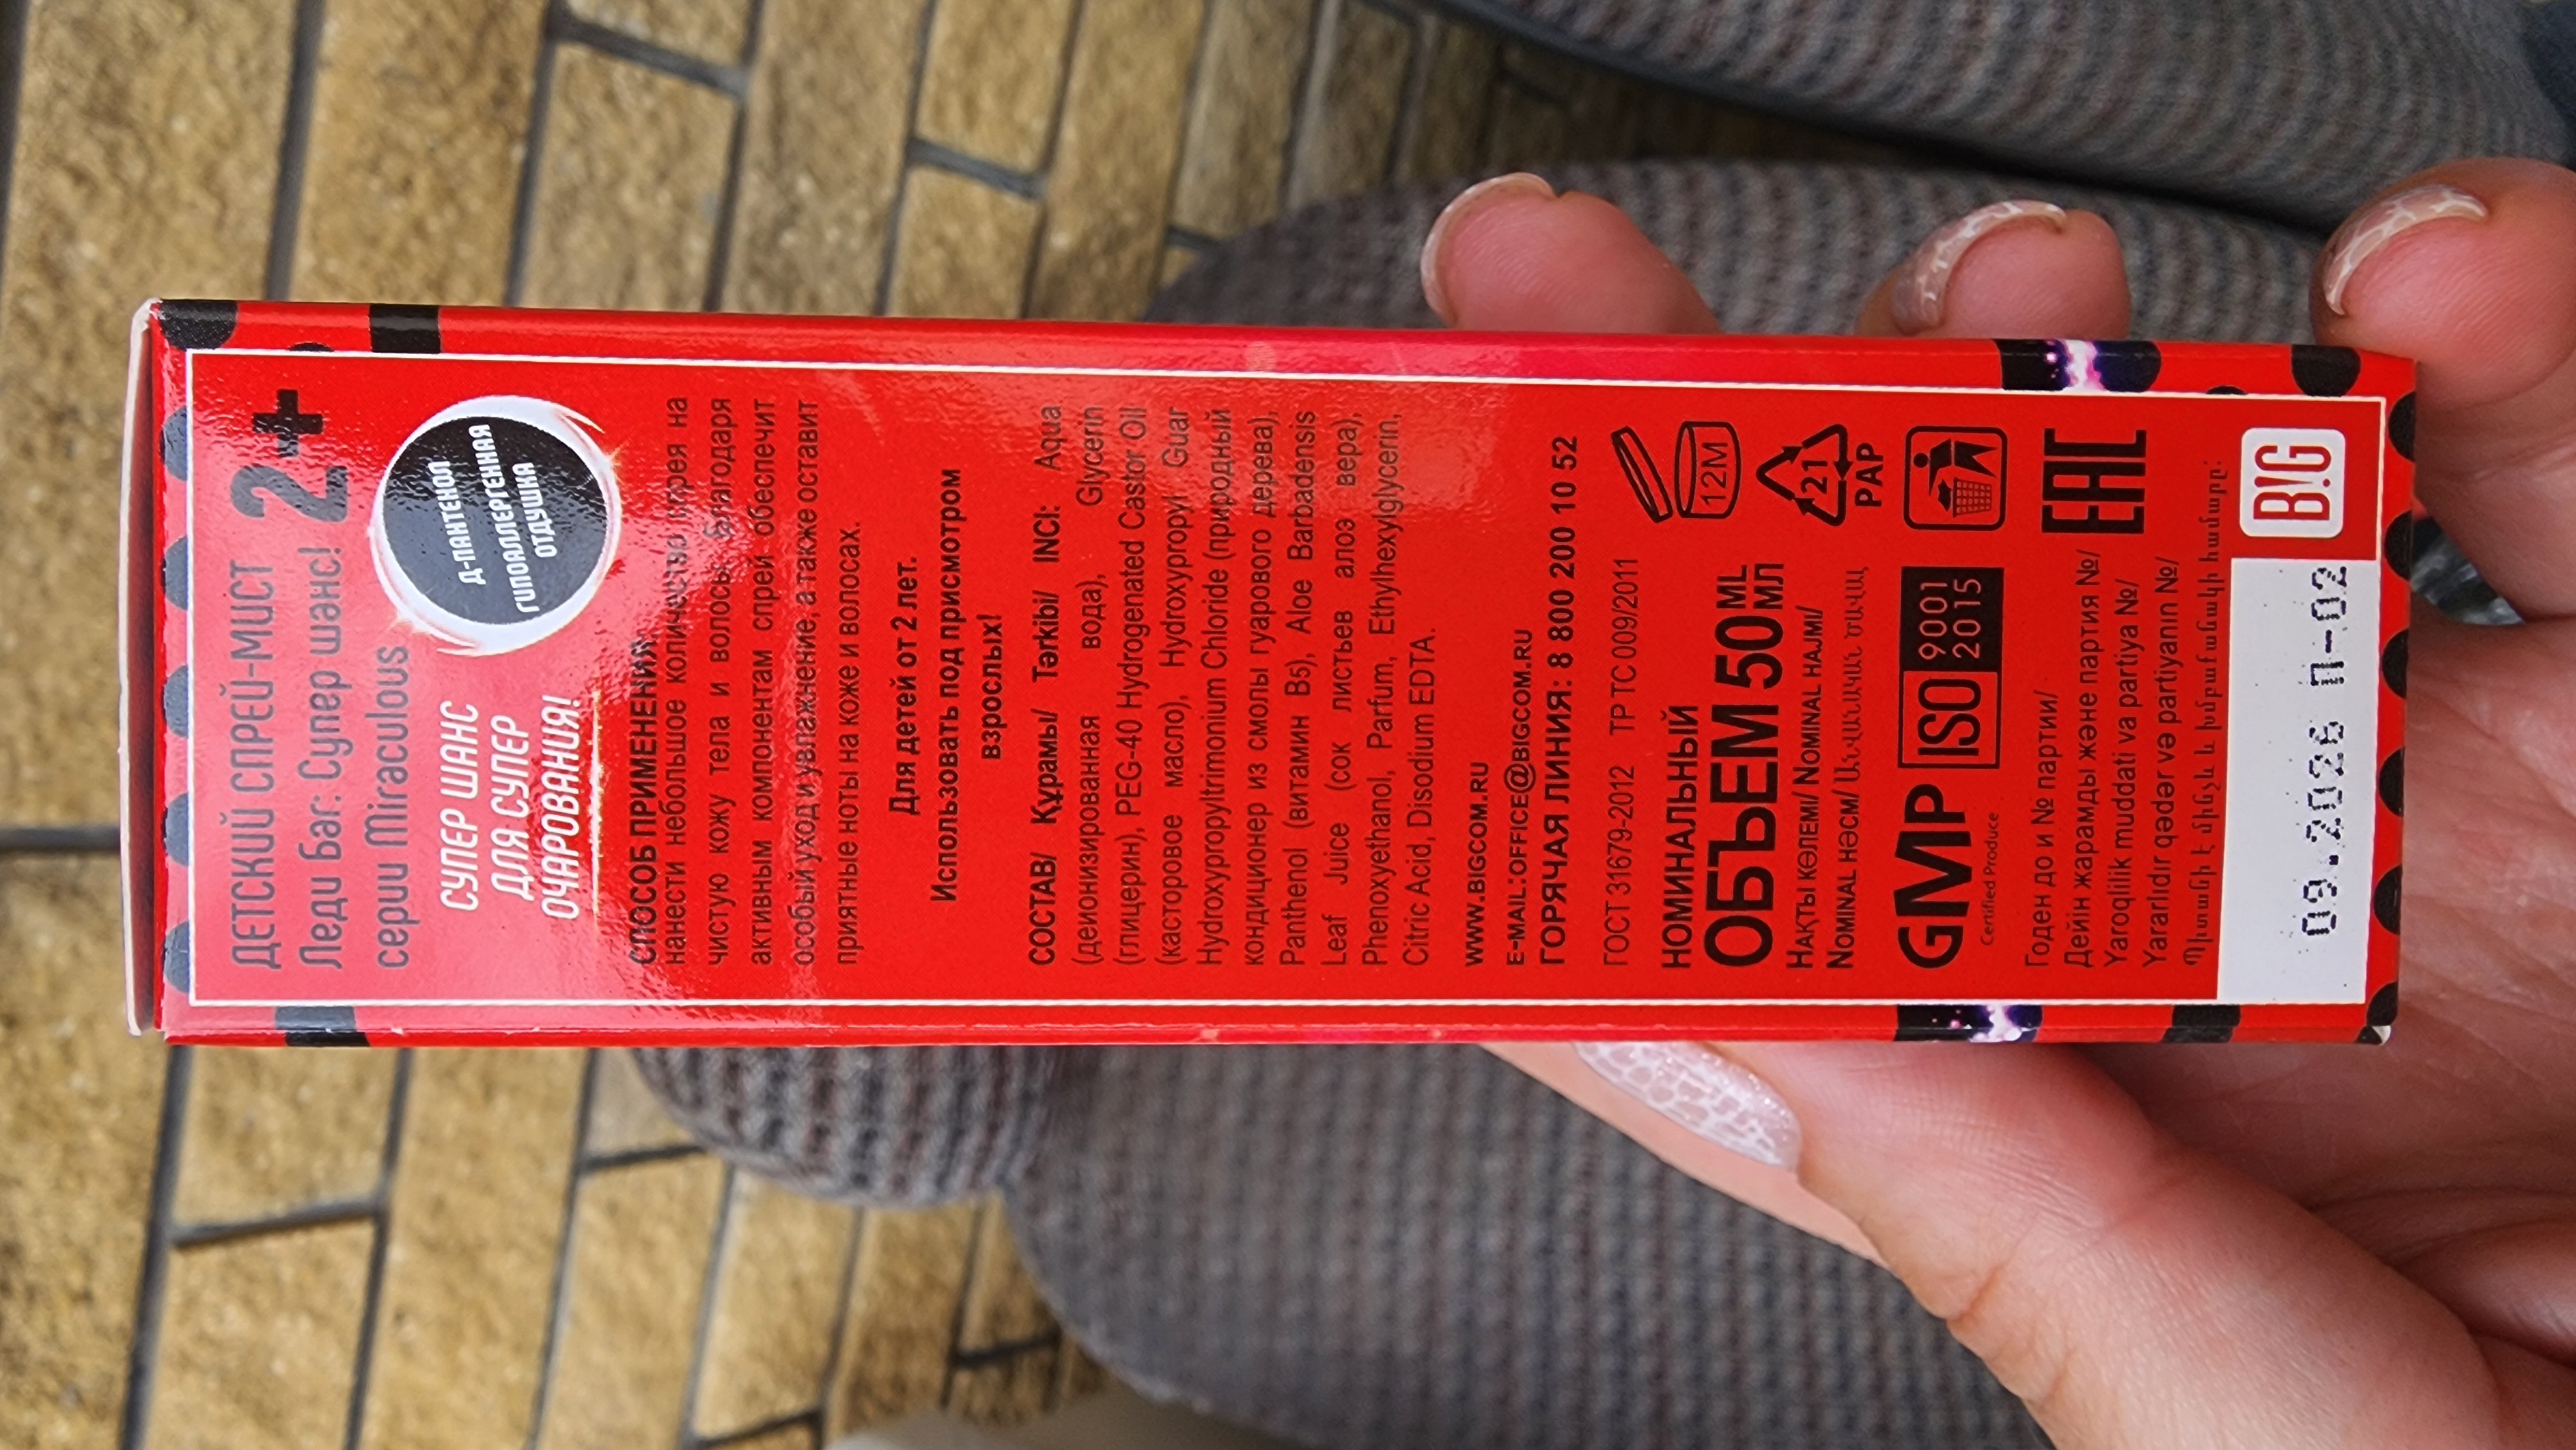 ДЕТСКИЙ СПРЕЙ-МИСТ
Леди Баг: Супер шанс!
серии Miraculous
2+
СУПЕР ШАНС
ДЛЯ СУПЕР
ОЧАРОВАНИЯ!
Д-ПАНТЕНОЛ
ГИПОАЛЛЕРГЕННАЯ
ОТДУШКА
СПОСОБ ПРИМЕНЕНИЯ:
нанести небольшое количество спрея на
чистую кожу тела и волосы. Благодаря
активным компонентам спрей обеспечит
особый уход и увлажнение, а также оставит
приятные ноты на коже и волосах.
Для детей от 2 лет.
Использовать под присмотром
взрослых!
СОСТАВ/ Құрамы/ Tərkibi/ INCI: Aqua
(деионизированная вода), Glycerin
(глицерин), PEG-40 Hydrogenated Castor Oil
(касторовое масло), Hydroxypropyl Guar
Hydroxypropyltrimonium Chloride (природный
кондиционер из смолы гуарового дерева),
Panthenol (витамин B5), Aloe Barbadensis
Leaf Juice (сок листьев алоэ вера),
Phenoxyethanol, Parfum, Ethylhexylglycerin,
Citric Acid, Disodium EDTA.
WWW.BIGCOM.RU
E-MAIL: OFFICE@BIGCOM.RU
ГОРЯЧАЯ ЛИНИЯ: 8 800 200 10 52
ГОСТ 31679-2012 ТР ТС 009/2011
НОМИНАЛЬНЫЙ
ОБЪЕМ 50 ML МЛ
НАҚТЫ КӨЛЕМІ/ NOMINAL HAJMI/
NOMINAL HƏCM/ Անվանական Ծավալ
12M
21
PAP
GMP
Certified Produce
ISO 9001
2015
EAC
Годен до и № партии/
Дейін жарамды және партия №/
Yaroqlilik muddati va partiya №/
Yararlıdır qədər və partiyanın №/
Պիտանի է մինչև և խմբաքանակի համարը:
09.2026 П-02
B!G